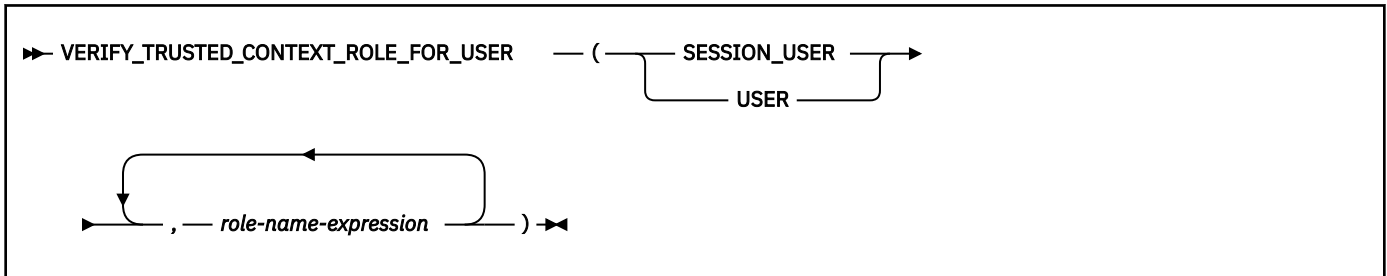 VERIFY_TRUSTED_CONTEXT_ROLE_FOR_USER ( SESSION_USER
USER
, role-name-expression )